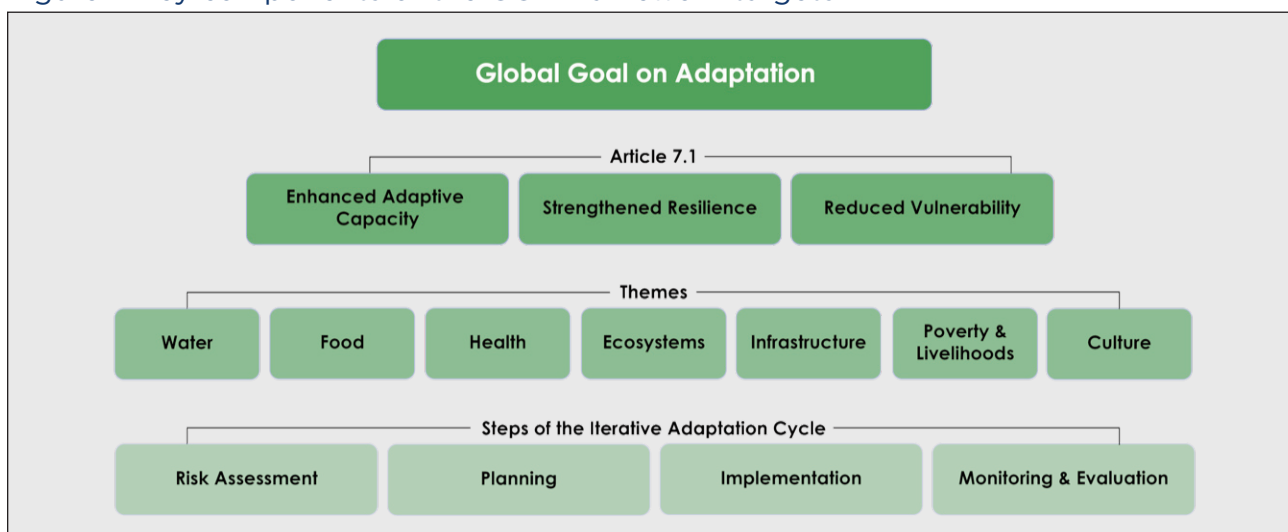 Global Goal on Adaptation
Article 7.1
Enhanced Adaptive
Capacity
Strengthened Resilience
Reduced Vulnerability
Themes
Water
Food
Health
Ecosystems
Infrastructure
Poverty &
Livelihoods
Culture
Steps of the Iterative Adaptation Cycle
Risk Assessment
Planning
Implementation
Monitoring & Evaluation